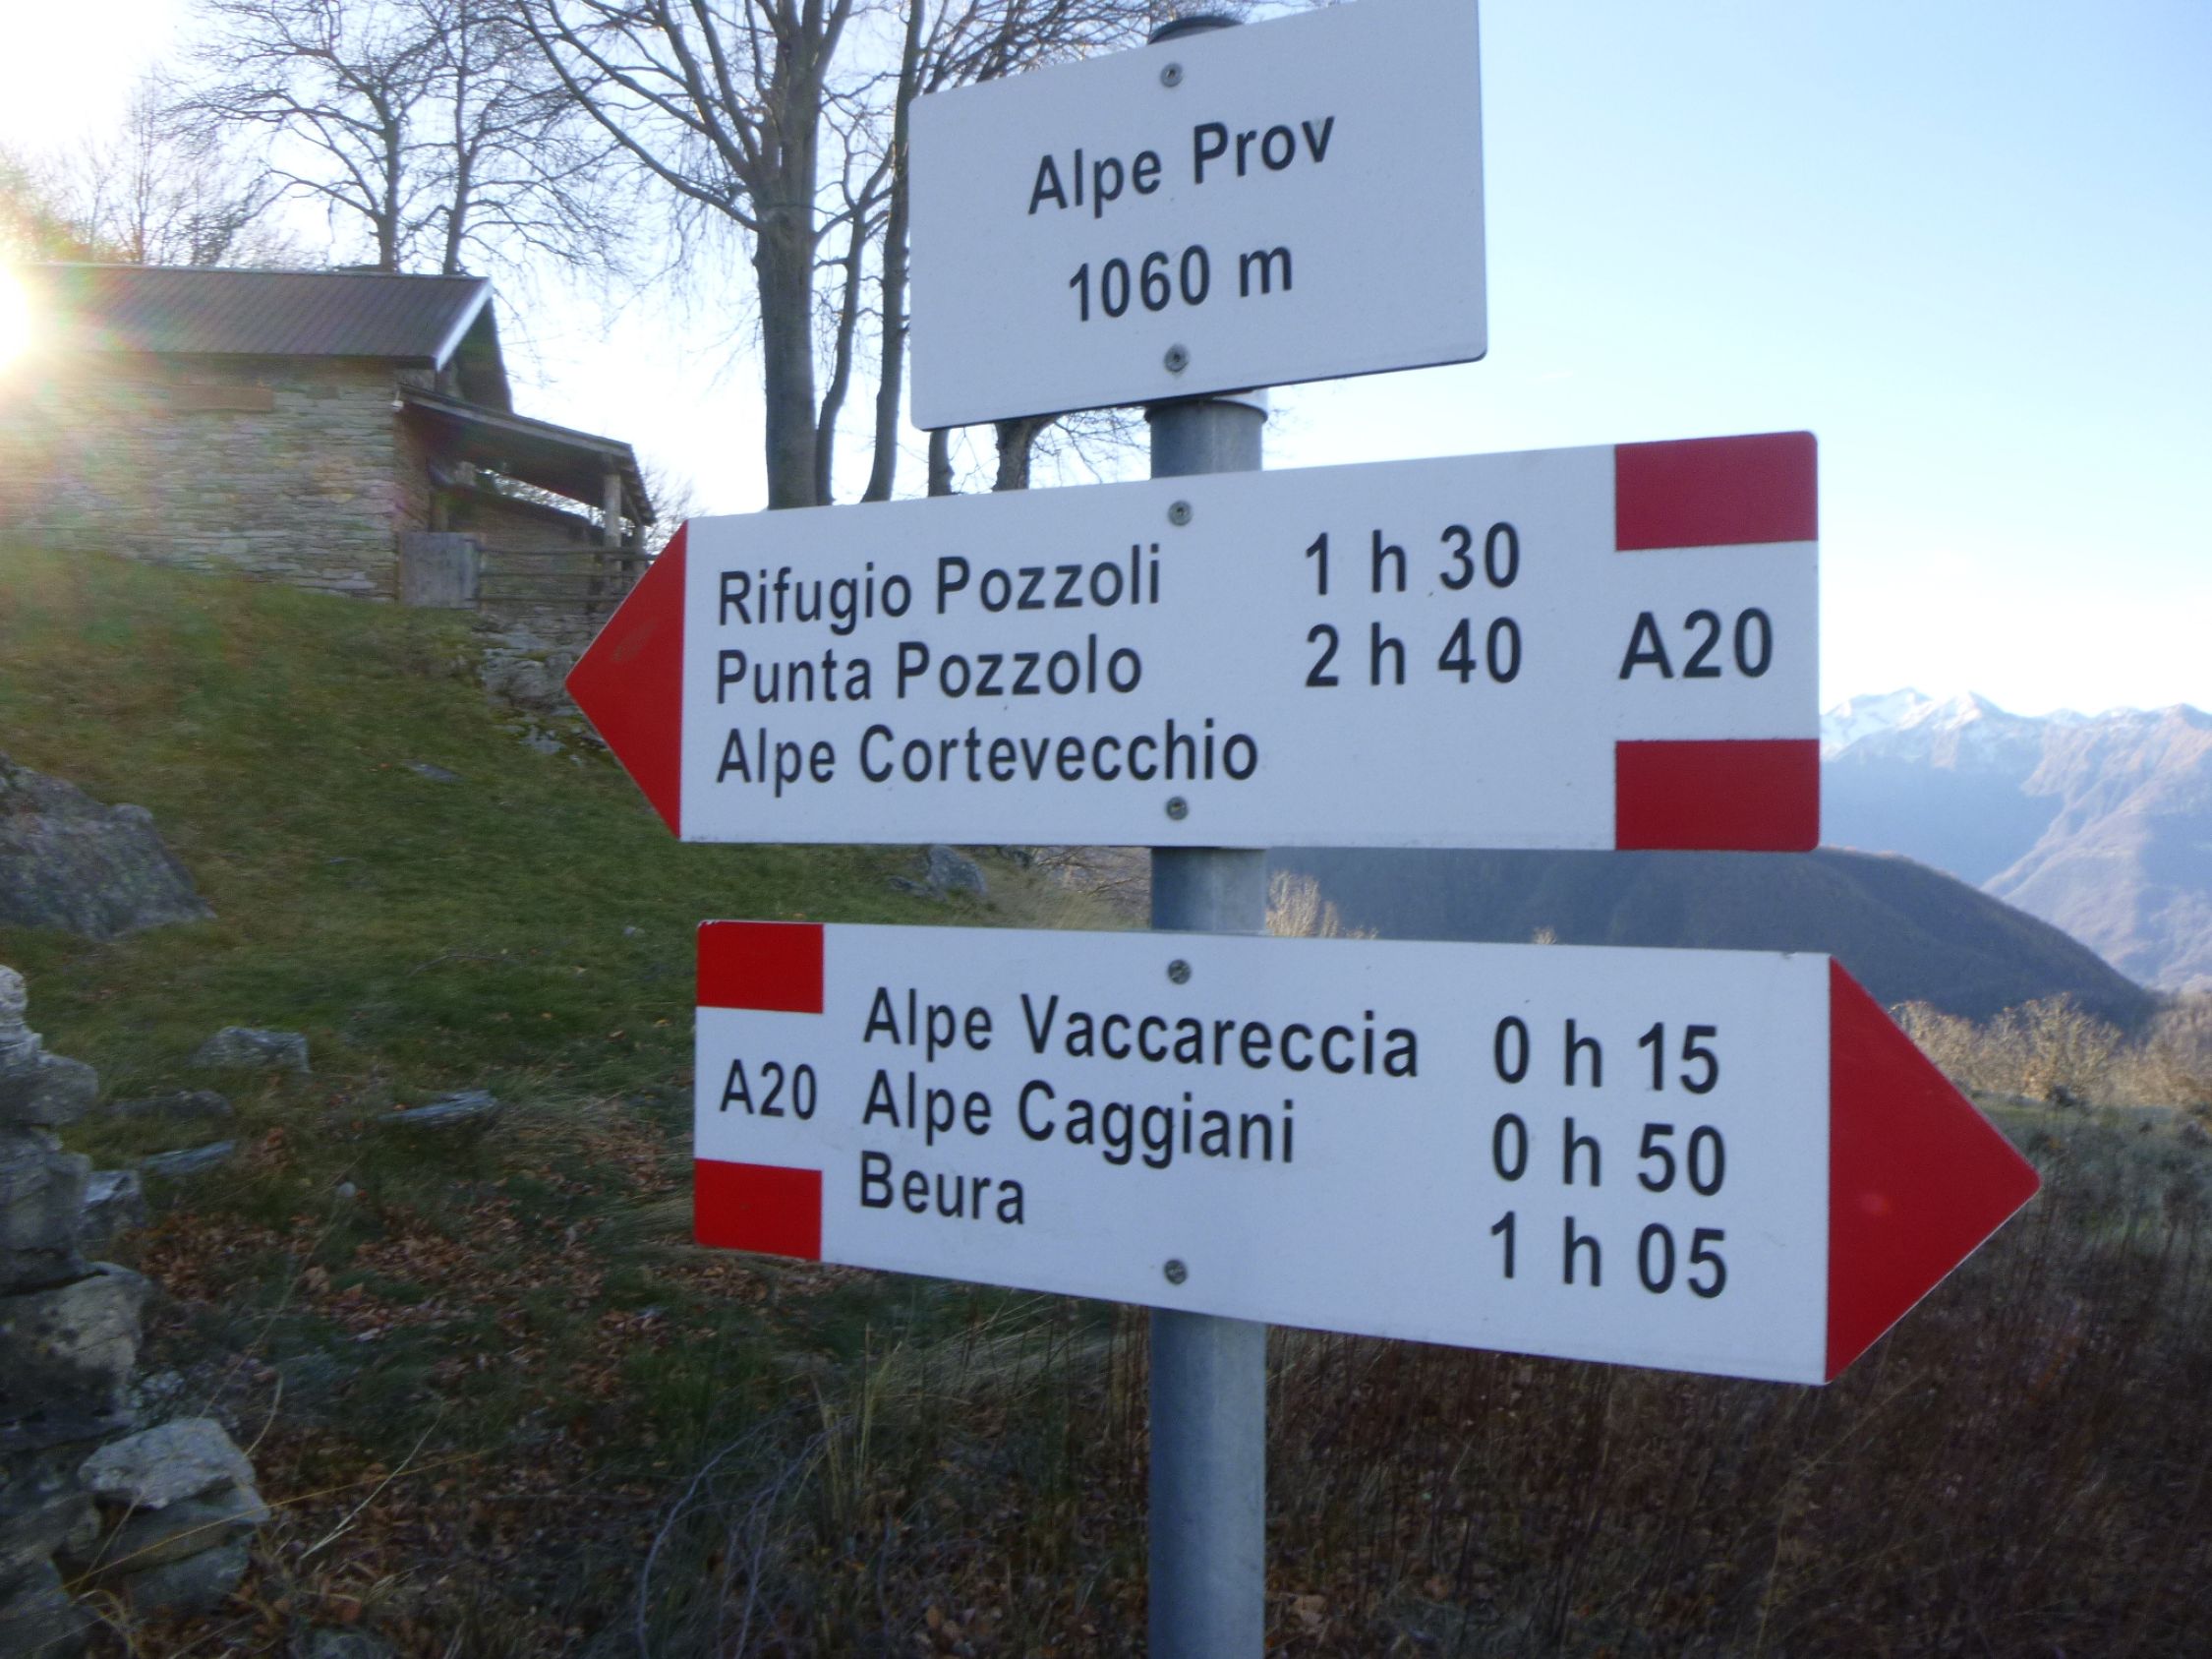 Alpe Prov
1060 m
Rifugio Pozzoli 1 h 30
Punta Pozzolo 2 h 40
Alpe Cortevecchio
A20
A20
Alpe Vaccareccia 0 h 15
Alpe Caggiani 0 h 50
Beura 1 h 05